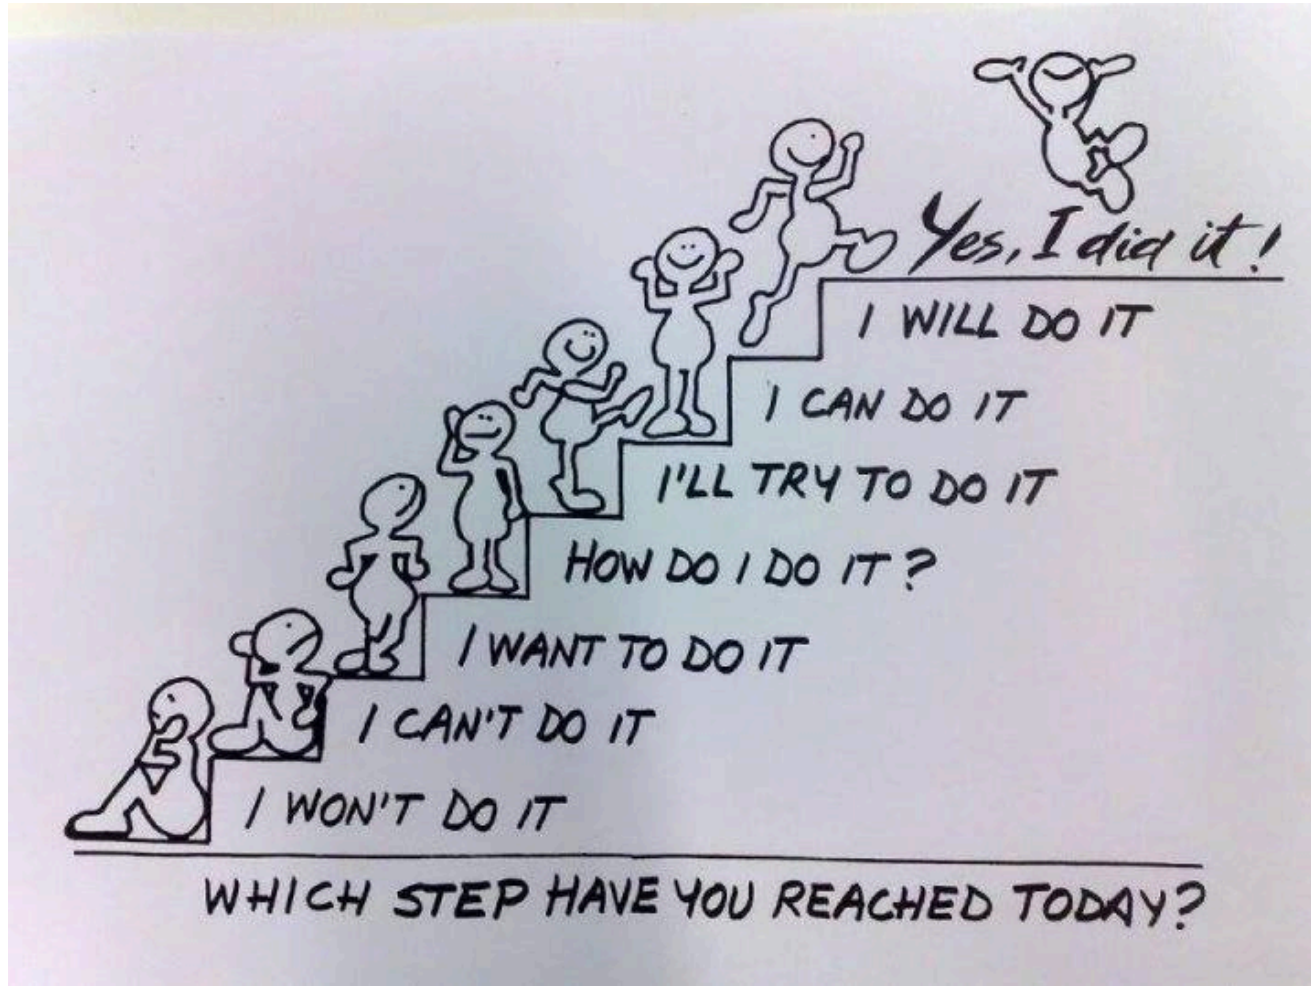 Yes, I did it!
I WILL DO IT
I CAN DO IT
I'LL TRY TO DO IT
HOW DO I DO IT?
I WANT TO DO IT
I CAN'T DO IT
I WON'T DO IT
WHICH STEP HAVE YOU REACHED TODAY?